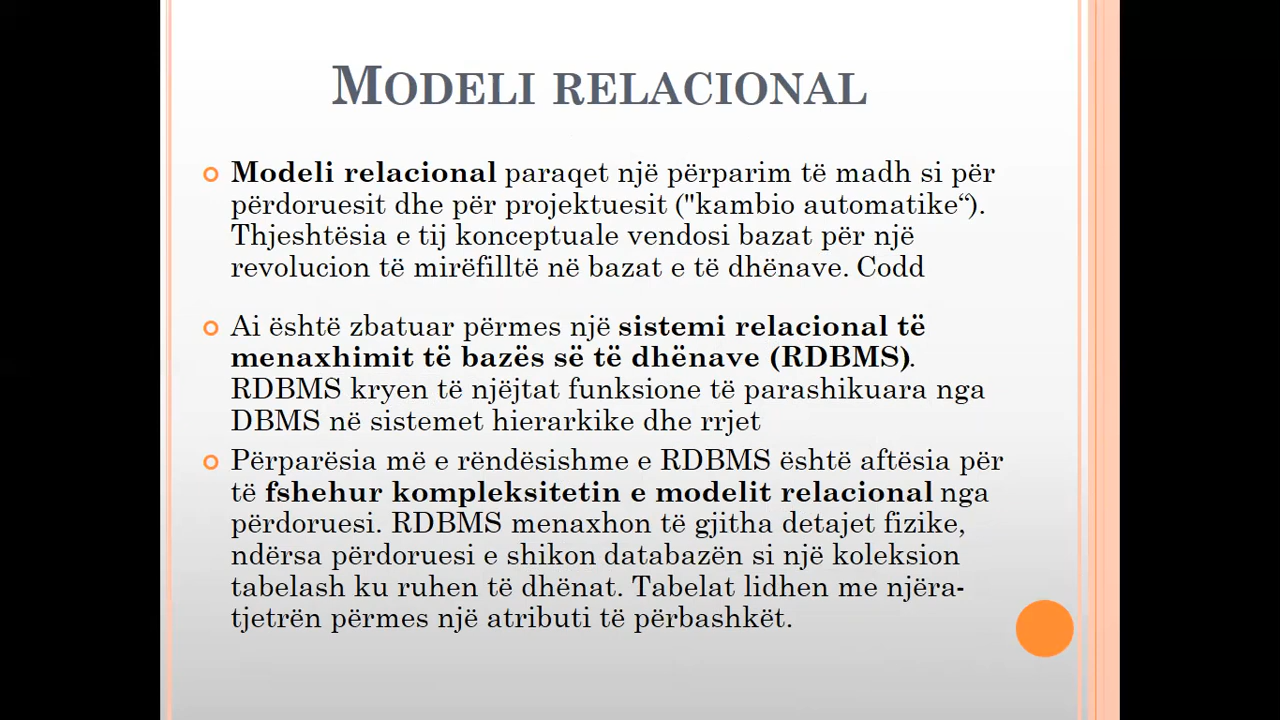 MODELI RELACIONAL
Modeli relacional paraqet një përparim të madh si për
përdoruesit dhe për projektuesit ("kambio automatike“).
Thjeshtësia e tij konceptuale vendosi bazat për një
revolucion të mirëfilltë në bazat e të dhënave. Codd
Ai është zbatuar përmes një sistemi relacional të
menaxhimit të bazës së të dhënave (RDBMS).
RDBMS kryen të njëjtat funksione të parashikuara nga
DBMS në sistemet hierarkike dhe rrjet
Përparësia më e rëndësishme e RDBMS është aftësia për
të fshehur kompleksitetin e modelit relacional nga
përdoruesi. RDBMS menaxhon të gjitha detajet fizike,
ndërsa përdoruesi e shikon databazën si një koleksion
tabelash ku ruhen të dhënat. Tabelat lidhen me njëra-
tjetrën përmes një atributi të përbashkët.